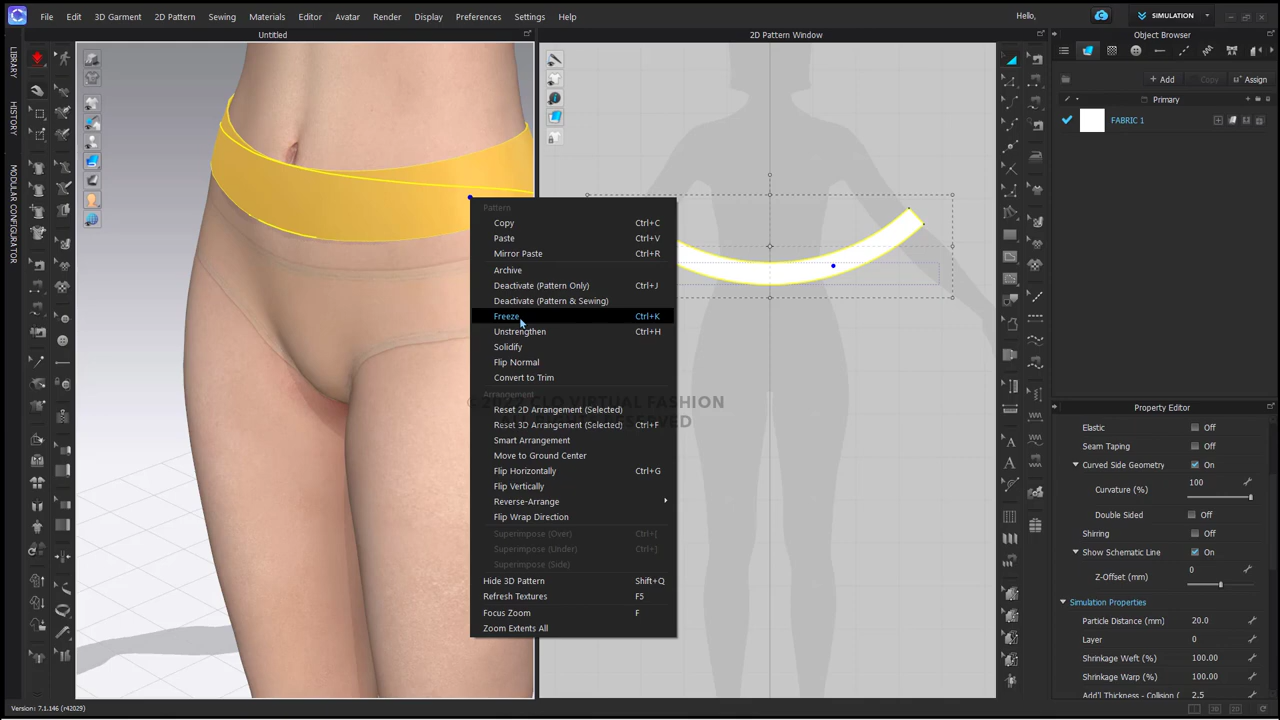 File Edit 3D Garment 2D Pattern Sewing Materials Editor Avatar Render Display Preferences Settings Help
Hello,
SIMULATION
Untitled
2D Pattern Window
Object Browser
LIBRARY
HISTORY
MODULAR CONFIGURATOR
+ Add
Copy
Assign
Primary
FABRIC 1
Pattern
Copy Ctrl+C
Paste Ctrl+V
Mirror Paste Ctrl+R
Archive
Deactivate (Pattern Only) Ctrl+J
Deactivate (Pattern & Sewing)
Freeze Ctrl+K
Unstrengthen Ctrl+H
Solidify
Flip Normal
Convert to Trim
Arrangement
Reset 2D Arrangement (Selected)
Reset 3D Arrangement (Selected) Ctrl+F
Smart Arrangement
Move to Ground Center
Flip Horizontally Ctrl+G
Flip Vertically
Reverse-Arrange
Flip Wrap Direction
Superimpose (Over) Ctrl+[
Superimpose (Under) Ctrl+]
Superimpose (Side)
Hide 3D Pattern Shift+Q
Refresh Textures F5
Focus Zoom F
Zoom Extents All
CLO VIRTUAL FASHION
RESERVED
Property Editor
Elastic Off
Seam Taping Off
Curved Side Geometry On
Curvature (%) 100
Double Sided Off
Shirring Off
Show Schematic Line On
Z-Offset (mm) 0
Simulation Properties
Particle Distance (mm) 20.0
Layer 0
Shrinkage Weft (%) 100.00
Shrinkage Warp (%) 100.00
Add'l Thickness - Collision ( 2.5
Version: 7.1.146 (r42029)
3D
2D